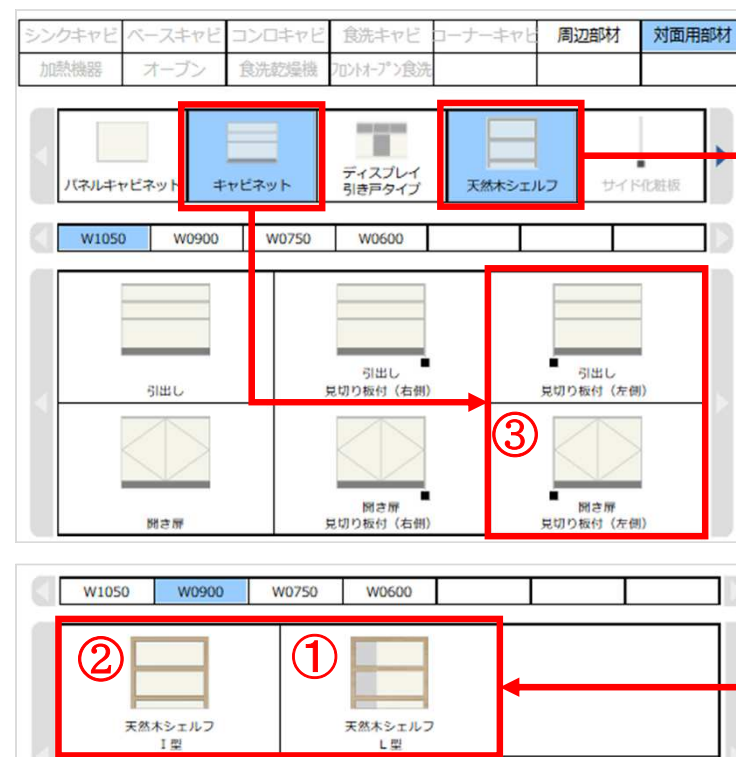 シンクキャビ ベースキャビ コンロキャビ 食洗キャビ コーナーキャビ 周辺部材 対面用部材
加熱機器 オーブン 食洗乾燥機 フロントオープン食洗
パネルキャビネット キャビネット ディスプレイ 天然木シェルフ サイド化粧板
引き戸タイプ
W1050 W0900 W0750 W0600
引出し 引出し 引出し
見切り板付（右側） 見切り板付（左側）
③
開き扉 開き扉 開き扉
見切り板付（右側） 見切り板付（左側）
W1050 W0900 W0750 W0600
② ①
天然木シェルフ 天然木シェルフ
I型 L型